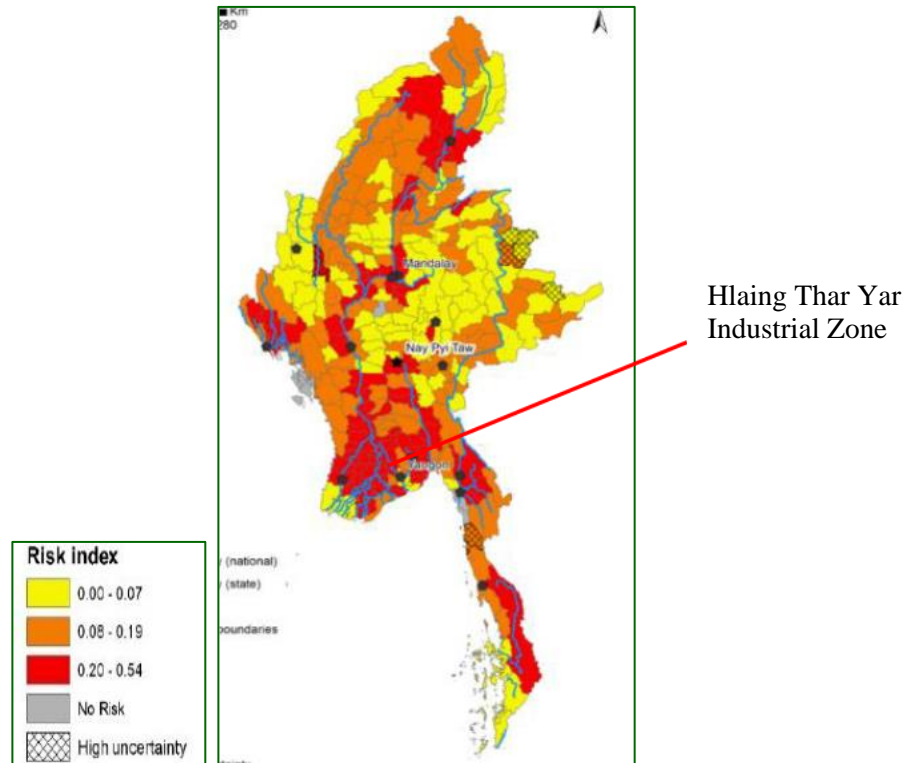 Km
280
Mandalay
Hlaing Thar Yar
Industrial Zone
Nay Pyi Taw
Yangon
Risk index
0.00 - 0.07
0.08 - 0.19
0.20 - 0.54
No Risk
High uncertainty
(national)
(state)
boundaries